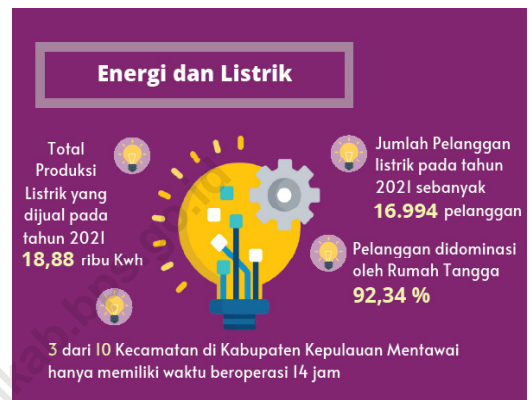 Energi dan Listrik
Total
Produksi
Listrik yang
dijual pada
tahun 2021
18,88 ribu Kwh
Jumlah Pelanggan
listrik pada tahun
2021 sebanyak
16.994 pelanggan
Pelanggan didominasi
oleh Rumah Tangga
92,34 %
3 dari 10 Kecamatan di Kabupaten Kepulauan Mentawai
hanya memiliki waktu beroperasi 14 jam